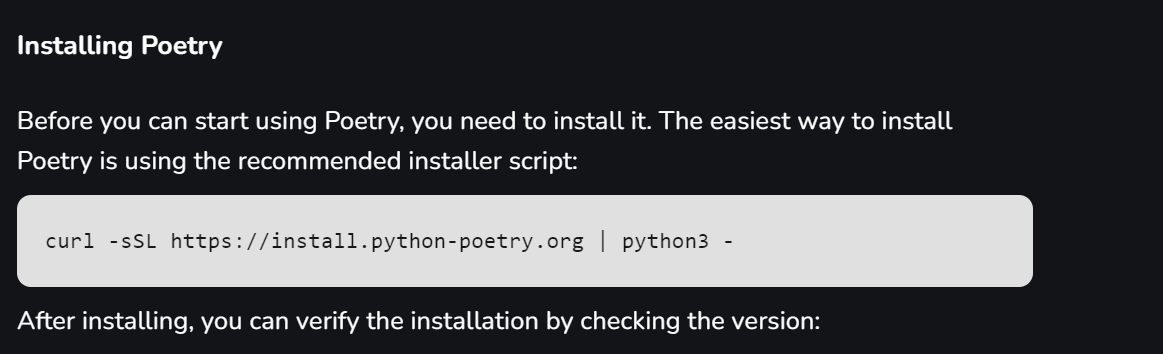 Installing Poetry
Before you can start using Poetry, you need to install it. The easiest way to install
Poetry is using the recommended installer script:
curl -sSL https://install.python-poetry.org | python3 -
After installing, you can verify the installation by checking the version: